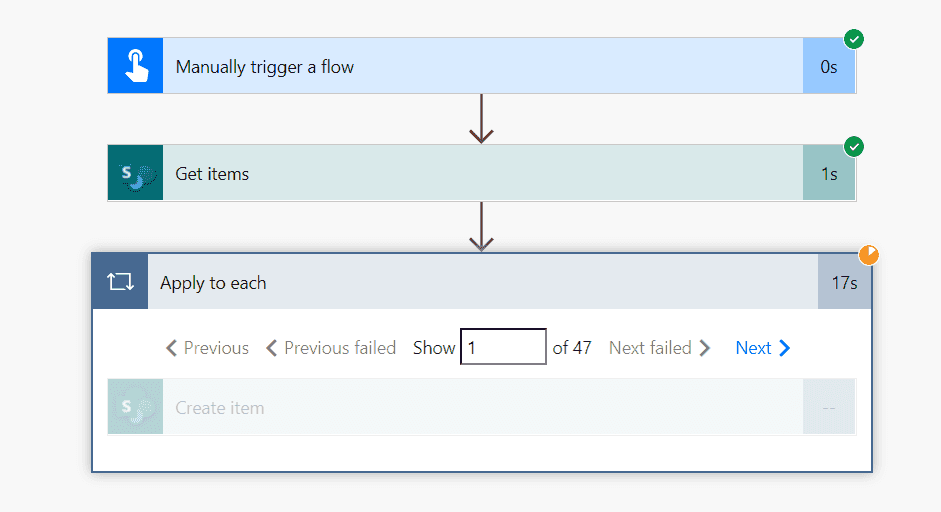 Manually trigger a flow 0s
S Get items 1s
Apply to each 17s
Previous Previous failed Show 1 of 47 Next failed Next
S Create item --